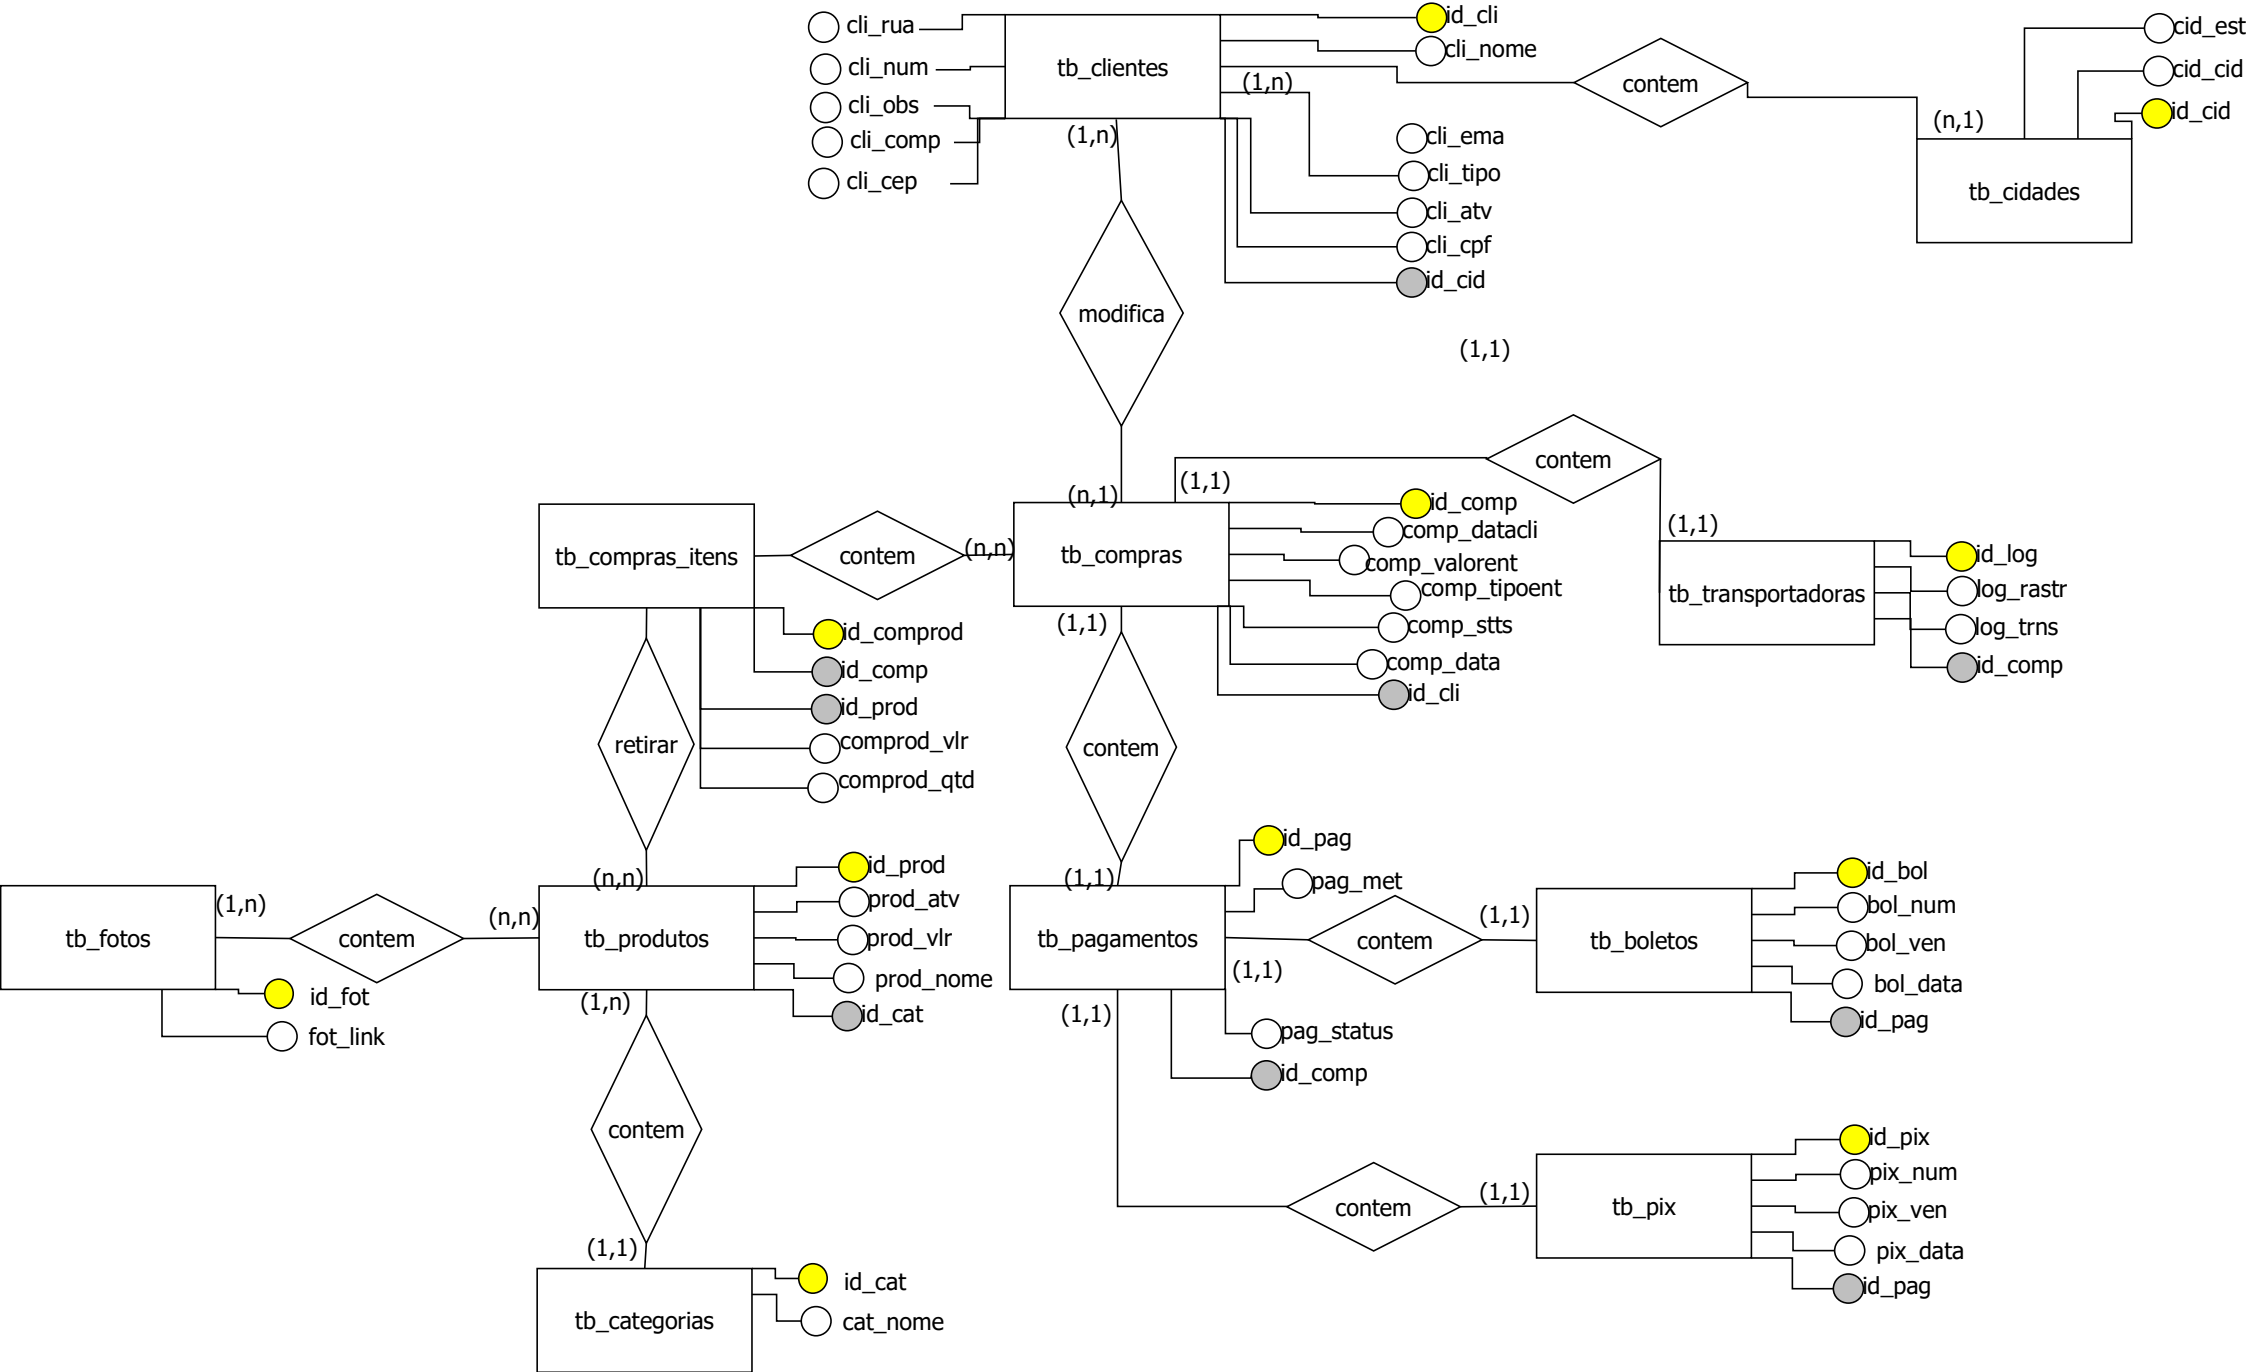 cli_rua
cli_num
cli_obs
cli_comp
cli_cep
tb_clientes
id_cli
cli_nome
(1,n)
contem
cid_est
cid_cid
id_cid
(n,1)
tb_cidades
(1,n)
cli_ema
cli_tipo
cli_atv
cli_cpf
id_cid
modifica
(1,1)
contem
(1,1)
(n,1)
(1,1)
tb_compras_itens
contem
(n,n)
tb_compras
id_comp
comp_datacli
comp_valorent
comp_tipoent
comp_stts
comp_data
id_cli
tb_transportadoras
id_log
log_rastr
log_trns
id_comp
(1,1)
id_comprod
id_comp
id_prod
comprod_vlr
comprod_qtd
retirar
contem
(n,n)
(1,1)
tb_fotos
(1,n)
contem
(n,n)
tb_produtos
id_prod
prod_atv
prod_vlr
prod_nome
id_cat
id_fot
fot_link
(1,n)
id_pag
pag_met
tb_pagamentos
contem
(1,1)
(1,1)
(1,1)
tb_boletos
id_bol
bol_num
bol_ven
bol_data
id_pag
pag_status
id_comp
contem
(1,1)
contem
(1,1)
tb_pix
id_pix
pix_num
pix_ven
pix_data
id_pag
tb_categorias
id_cat
cat_nome